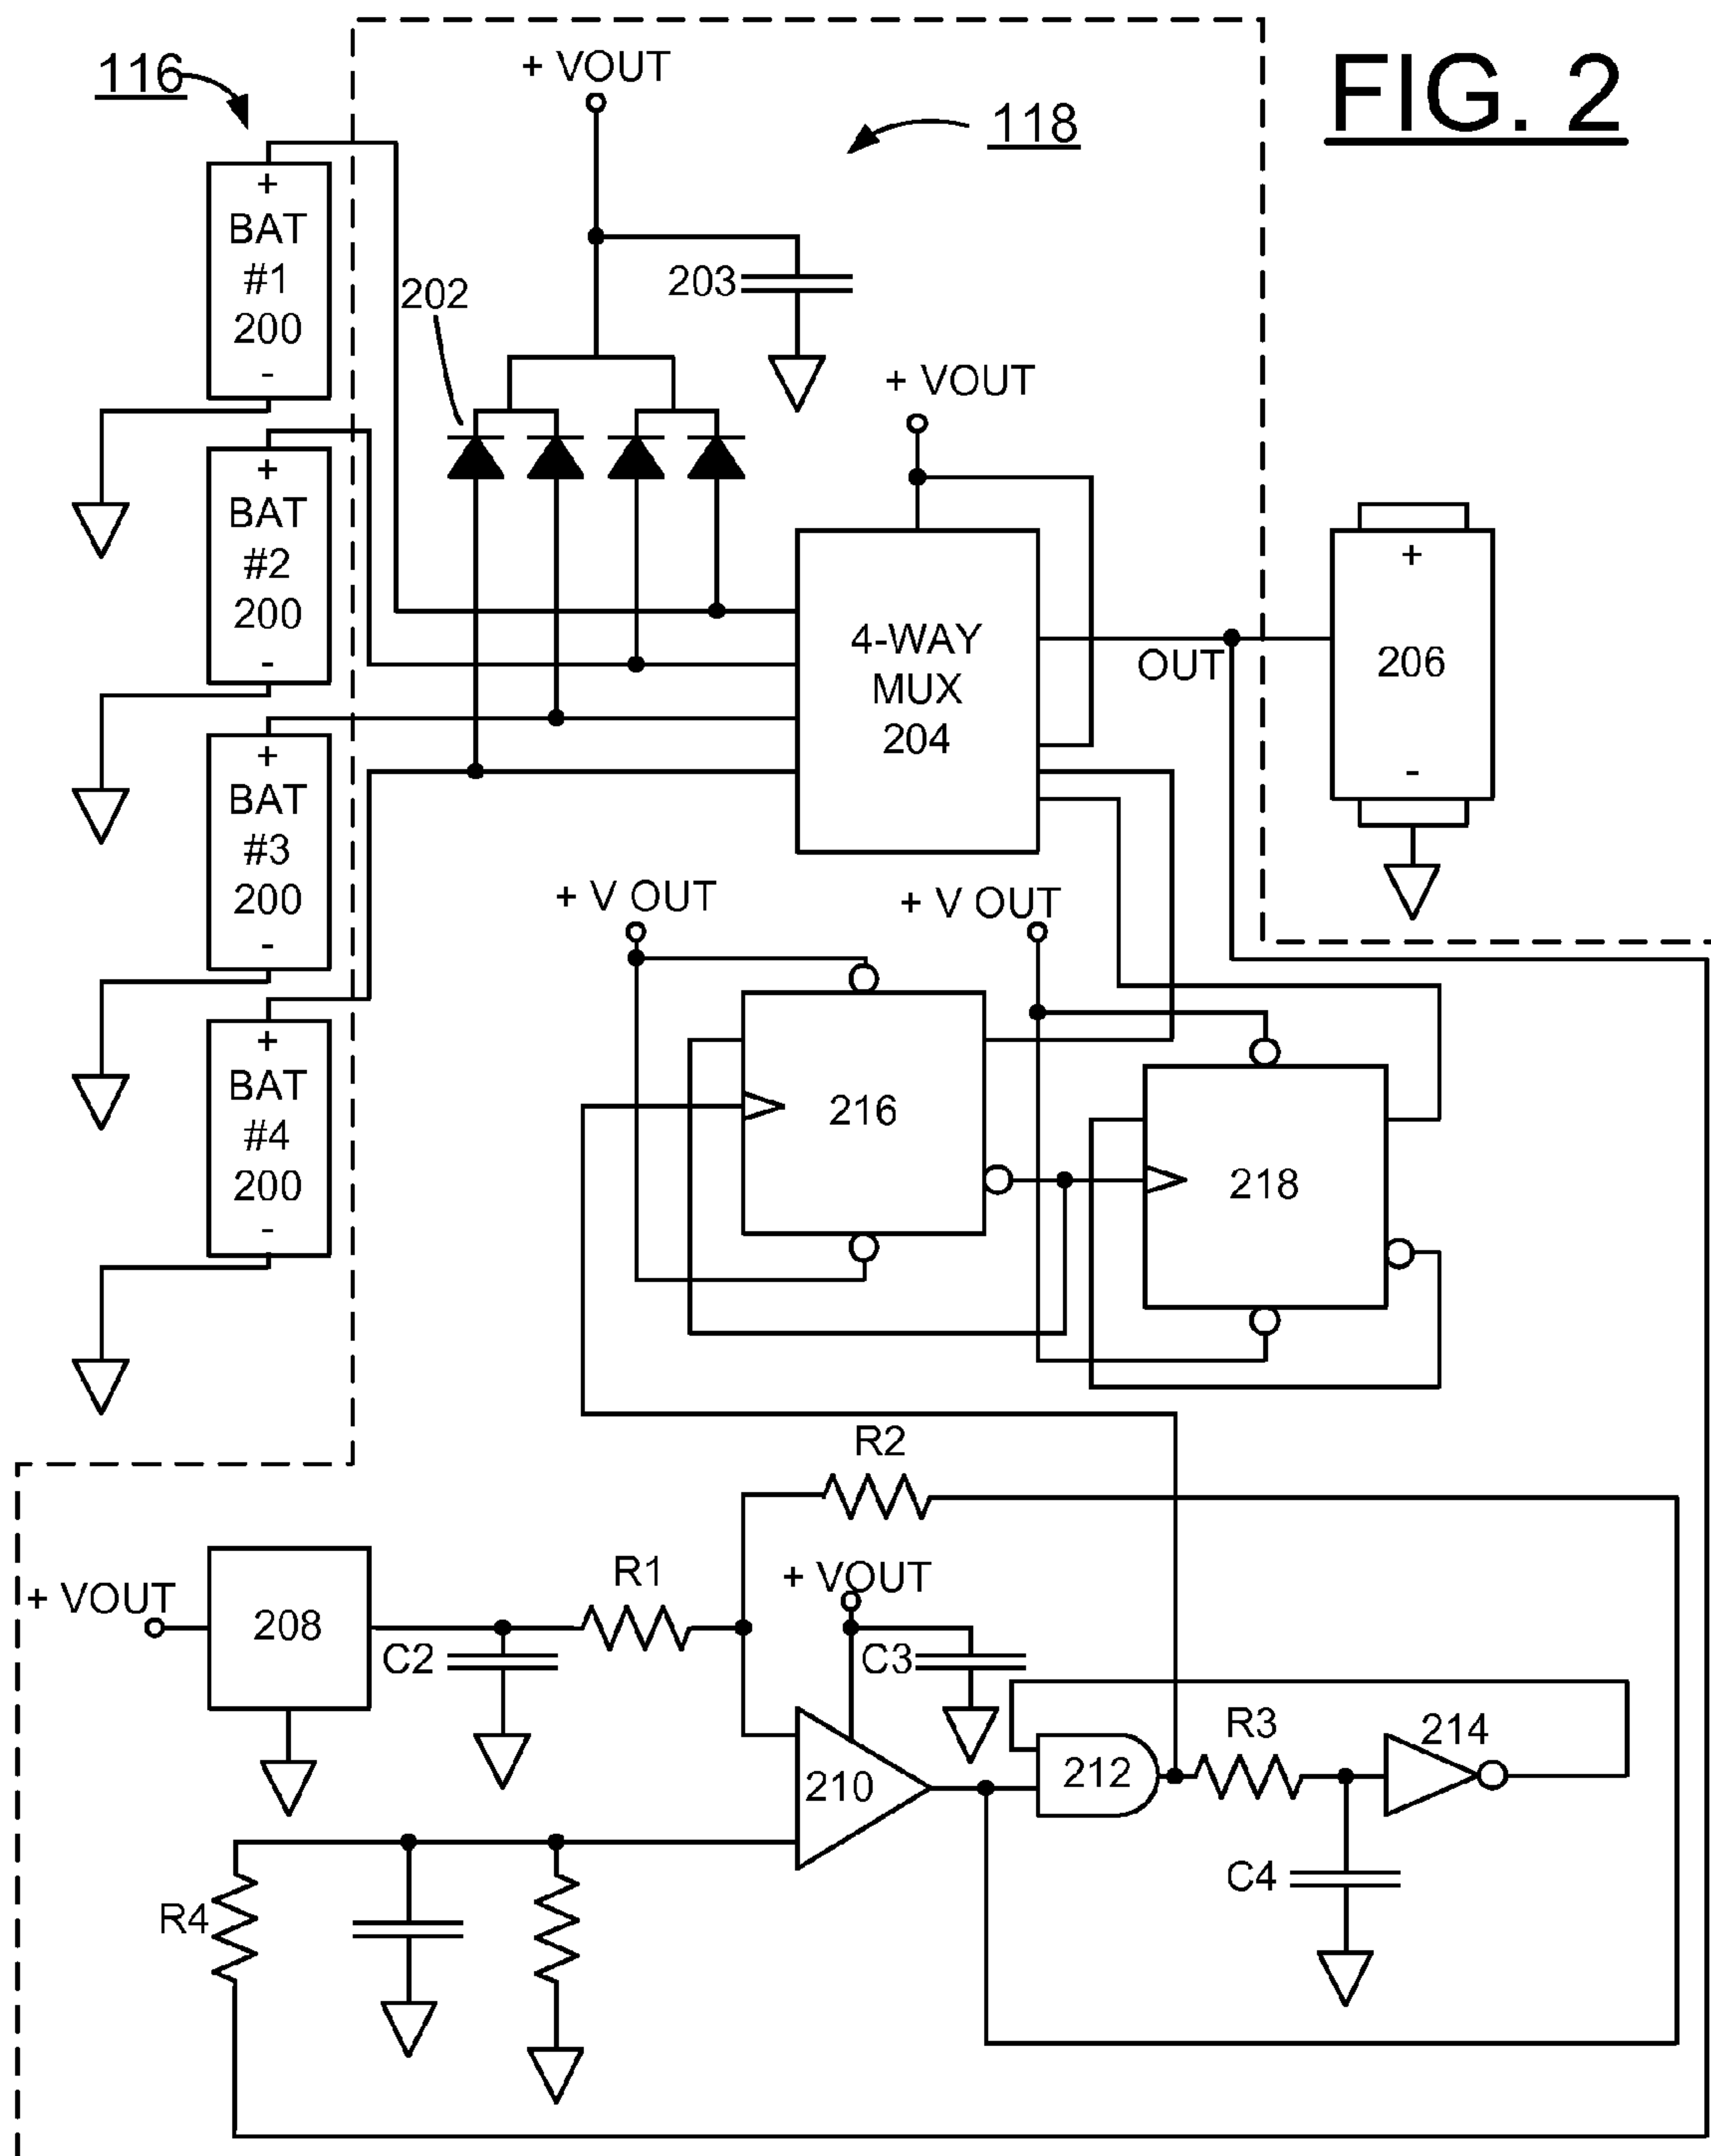 FIG. 2
116
118
+ VOUT
+
BAT
#1
200
-
202
203
+ VOUT
+
BAT
#2
200
-
4-WAY
MUX
204
OUT
+
206
-
+
BAT
#3
200
-
+ V OUT
+ V OUT
+
BAT
#4
200
-
216
218
R2
+ VOUT
208
C2
R1
+ VOUT
C3
210
212
R3
214
C4
R4